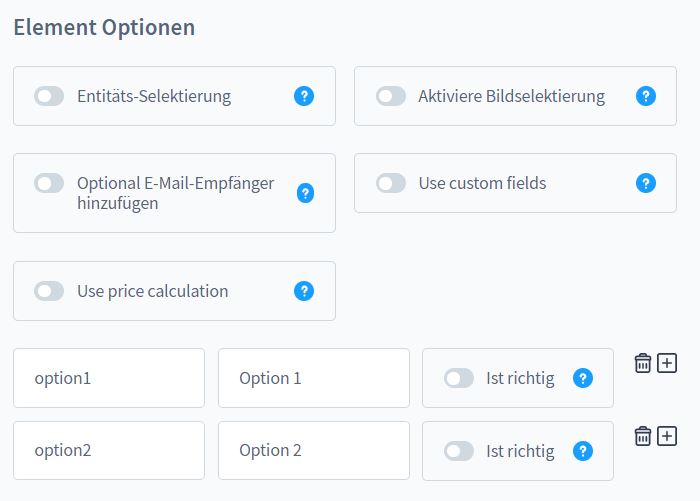 Element Optionen
Entitäts-Selektierung ?
Aktiviere Bildselektierung ?
Optional E-Mail-Empfänger
hinzufügen ?
Use custom fields ?
Use price calculation ?
option1
Option 1
Ist richtig ?
option2
Option 2
Ist richtig ?